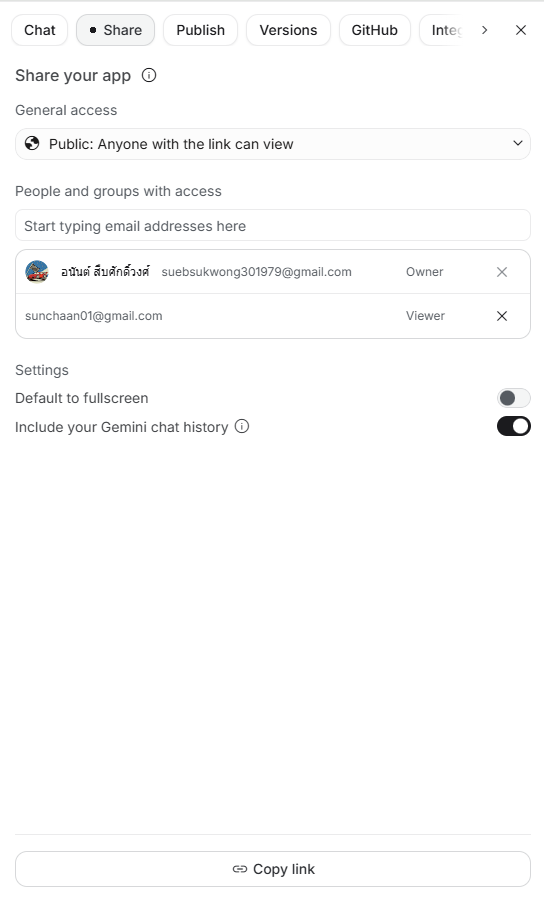 Chat Share Publish Versions GitHub
Share your app
General access
Public: Anyone with the link can view
People and groups with access
Start typing email addresses here
อนันต์ สืบศักดิ์วงศ์ suebsukwong301979@gmail.com Owner
sunchaan01@gmail.com Viewer
Settings
Default to fullscreen
Include your Gemini chat history
Copy link